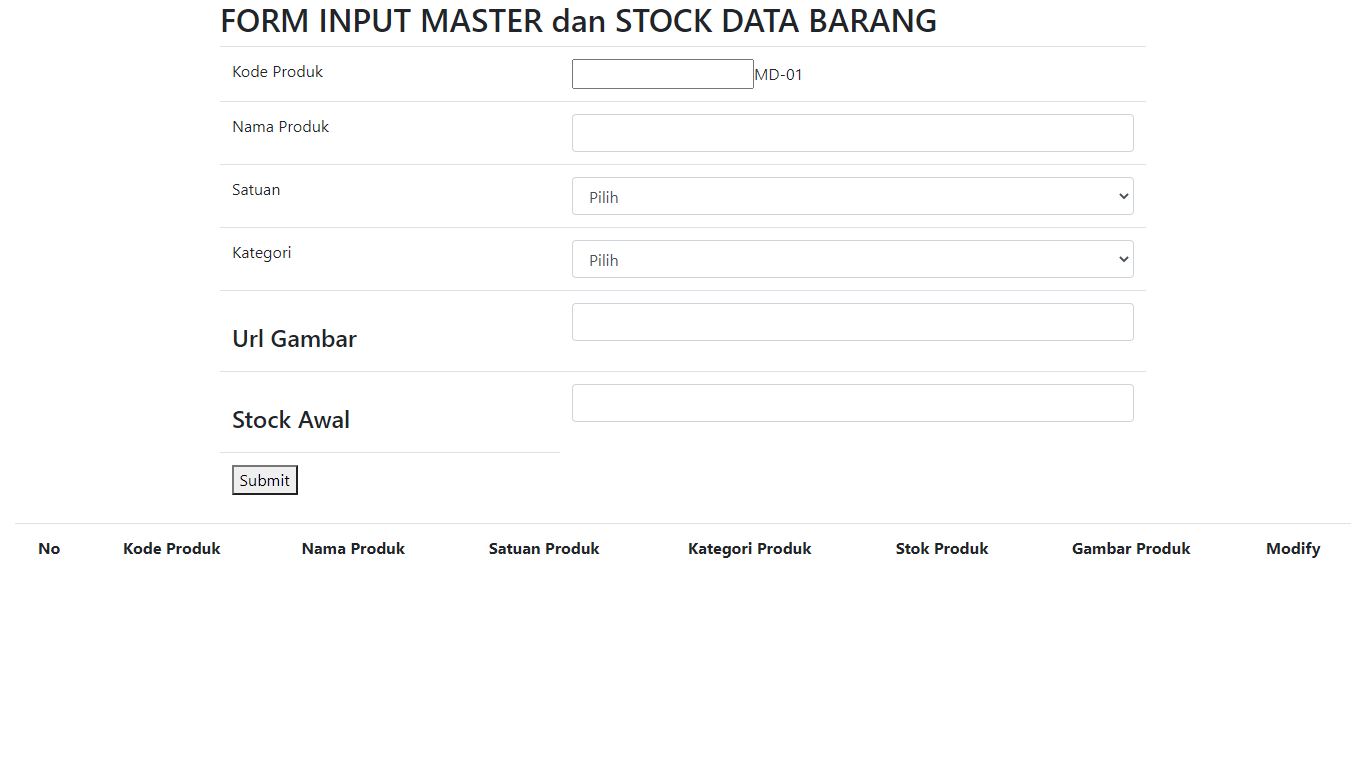 FORM INPUT MASTER dan STOCK DATA BARANG
Kode Produk MD-01
Nama Produk
Satuan Pilih
Kategori Pilih
Url Gambar
Stock Awal
Submit
No Kode Produk Nama Produk Satuan Produk Kategori Produk Stok Produk Gambar Produk Modify